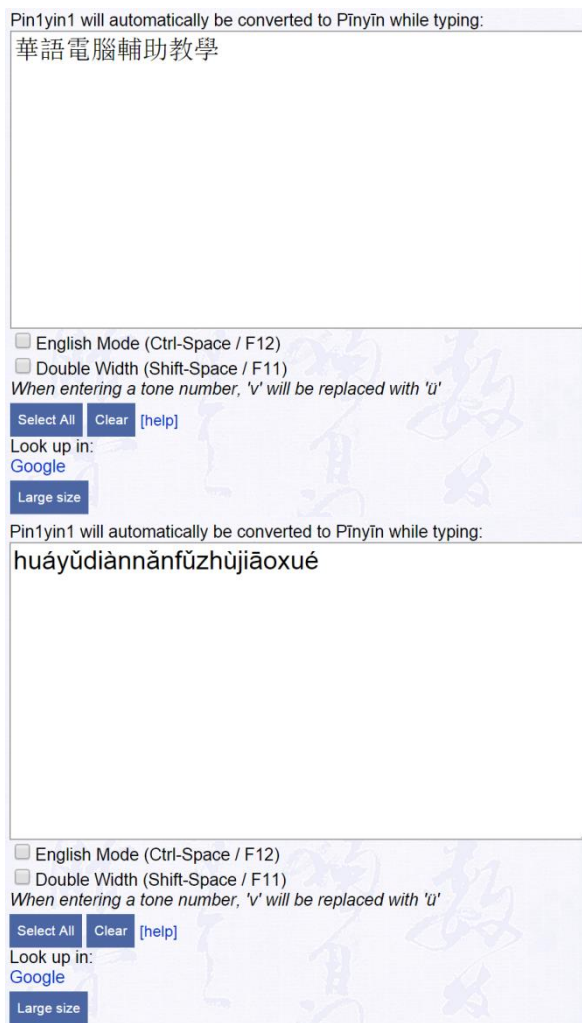 Pin1yin1 will automatically be converted to Pīnyīn while typing:
華語電腦輔助教學
English Mode (Ctrl-Space / F12)
Double Width (Shift-Space / F11)
When entering a tone number, 'v' will be replaced with 'ü'
Select All Clear [help]
Look up in:
Google
Large size
Pin1yin1 will automatically be converted to Pīnyīn while typing:
huáyǔdiànnǎnfǔzhùjiāoxué
English Mode (Ctrl-Space / F12)
Double Width (Shift-Space / F11)
When entering a tone number, 'v' will be replaced with 'ü'
Select All Clear [help]
Look up in:
Google
Large size